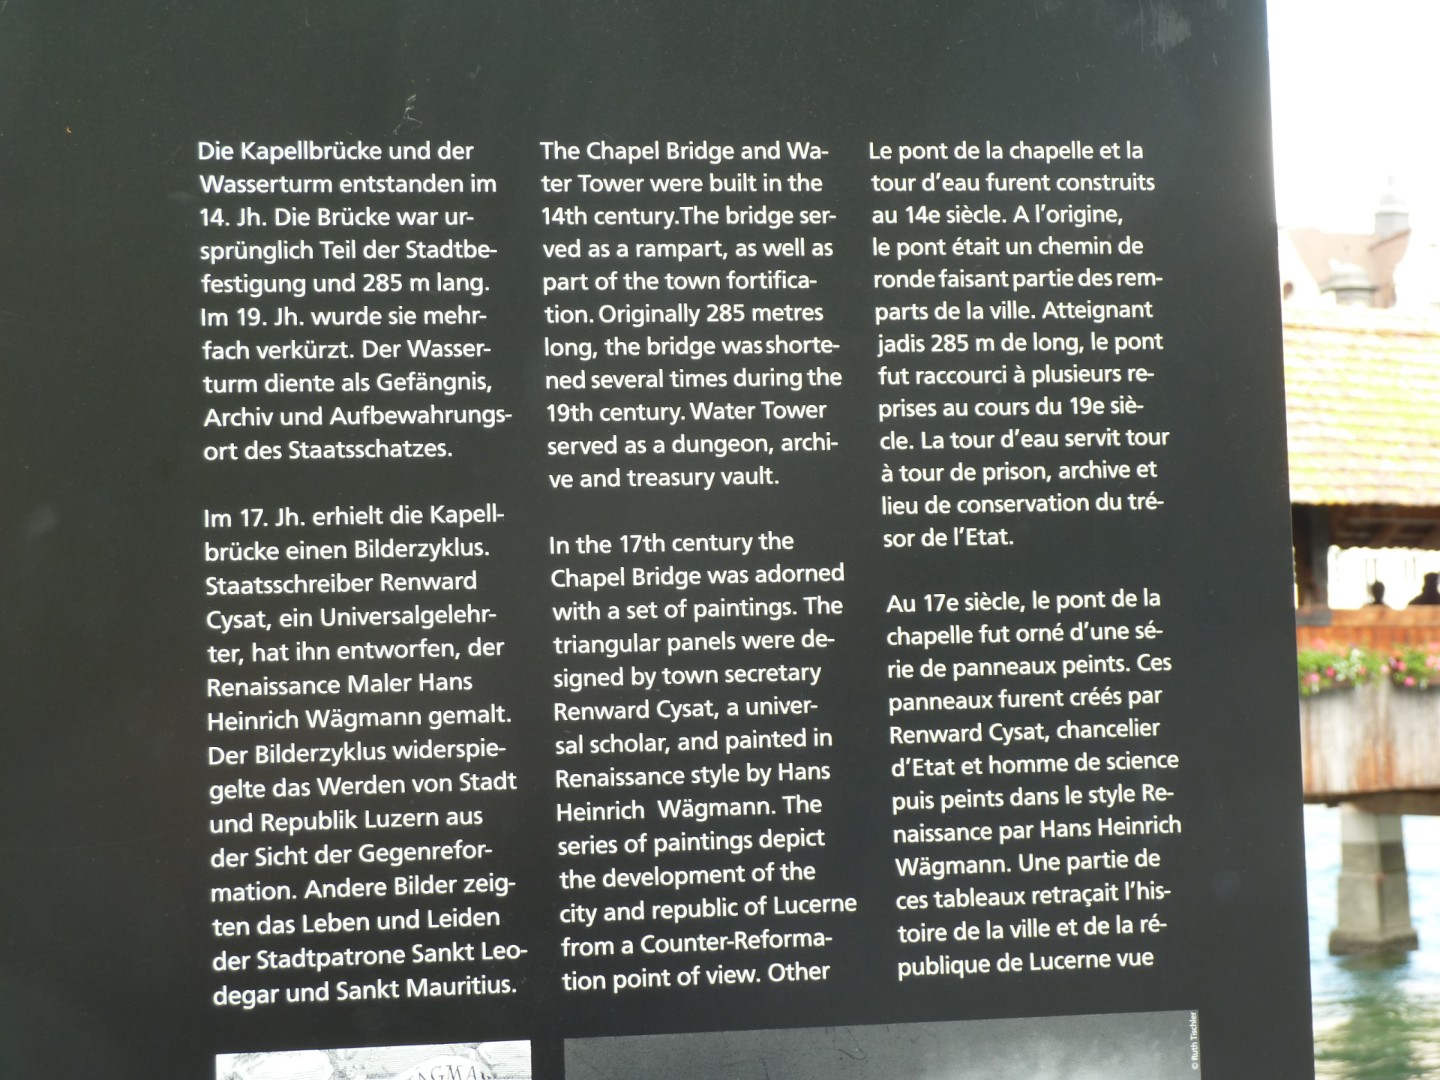 Die Kapellbrücke und der
Wasserturm entstanden im
14. Jh. Die Brücke war ur-
sprünglich Teil der Stadtbe-
festigung und 285 m lang.
Im 19. Jh. wurde sie mehr-
fach verkürzt. Der Wasser-
turm diente als Gefängnis,
Archiv und Aufbewahrungs-
ort des Staatsschatzes.
Im 17. Jh. erhielt die Kapell-
brücke einen Bilderzyklus.
Staatsschreiber Renward
Cysat, ein Universalgelehr-
ter, hat ihn entworfen, der
Renaissance Maler Hans
Heinrich Wägmann gemalt.
Der Bilderzyklus widerspie-
gelte das Werden von Stadt
und Republik Luzern aus
der Sicht der Gegenrefor-
mation. Andere Bilder zeig-
ten das Leben und Leiden
der Stadtpatrone Sankt Leo-
degar und Sankt Mauritius.
The Chapel Bridge and Wa-
ter Tower were built in the
14th century.The bridge ser-
ved as a rampart, as well as
part of the town fortifica-
tion. Originally 285 metres
long, the bridge was shorte-
ned several times during the
19th century. Water Tower
served as a dungeon, archi-
ve and treasury vault.
In the 17th century the
Chapel Bridge was adorned
with a set of paintings. The
triangular panels were de-
signed by town secretary
Renward Cysat, a univer-
sal scholar, and painted in
Renaissance style by Hans
Heinrich Wägmann. The
series of paintings depict
the development of the
city and republic of Lucerne
from a Counter-Reforma-
tion point of view. Other
Le pont de la chapelle et la
tour d'eau furent construits
au 14e siècle. A l'origine,
le pont était un chemin de
ronde faisant partie des rem-
parts de la ville. Atteignant
jadis 285 m de long, le pont
fut raccourci à plusieurs re-
prises au cours du 19e siè-
cle. La tour d'eau servit tour
à tour de prison, archive et
lieu de conservation du tré-
sor de l'Etat.
Au 17e siècle, le pont de la
chapelle fut orné d'une sé-
rie de panneaux peints. Ces
panneaux furent créés par
Renward Cysat, chancelier
d'Etat et homme de science
puis peints dans le style Re-
naissance par Hans Heinrich
Wägmann. Une partie de
ces tableaux retraçait l'his-
toire de la ville et de la ré-
publique de Lucerne vue
© Ruth Tischler